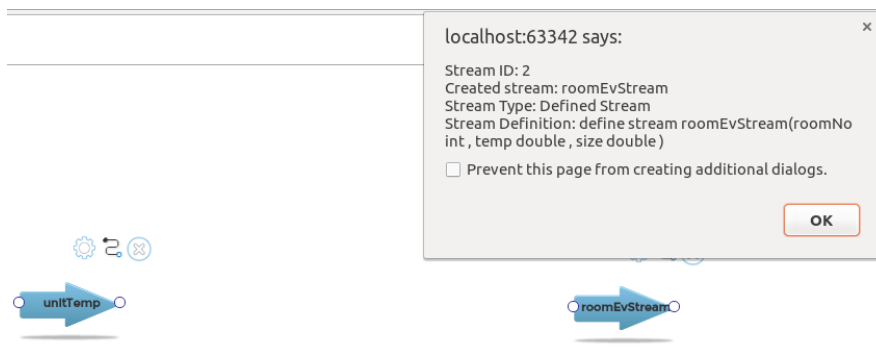 localhost:63342 says:
Stream ID: 2
Created stream: roomEvStream
Stream Type: Defined Stream
Stream Definition: define stream roomEvStream(roomNo
int , temp double , size double )
Prevent this page from creating additional dialogs.
OK
unitTemp
roomEvStream